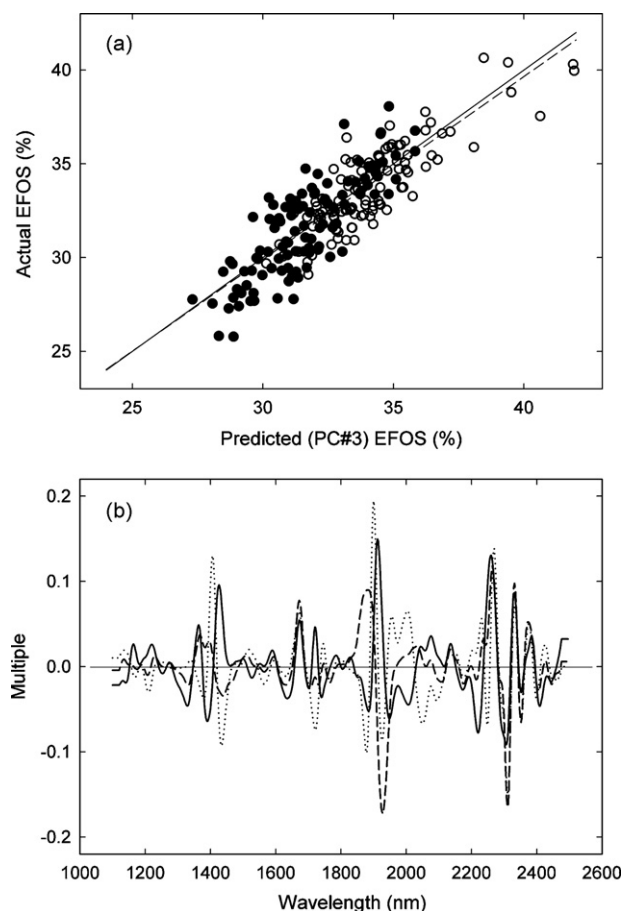 (a)
40
35
30
25
Actual EFOS (%)
25 30 35 40
Predicted (PC#3) EFOS (%)
(b)
0.2
0.1
0.0
-0.1
-0.2
Multiple
1000 1200 1400 1600 1800 2000 2200 2400 2600
Wavelength (nm)